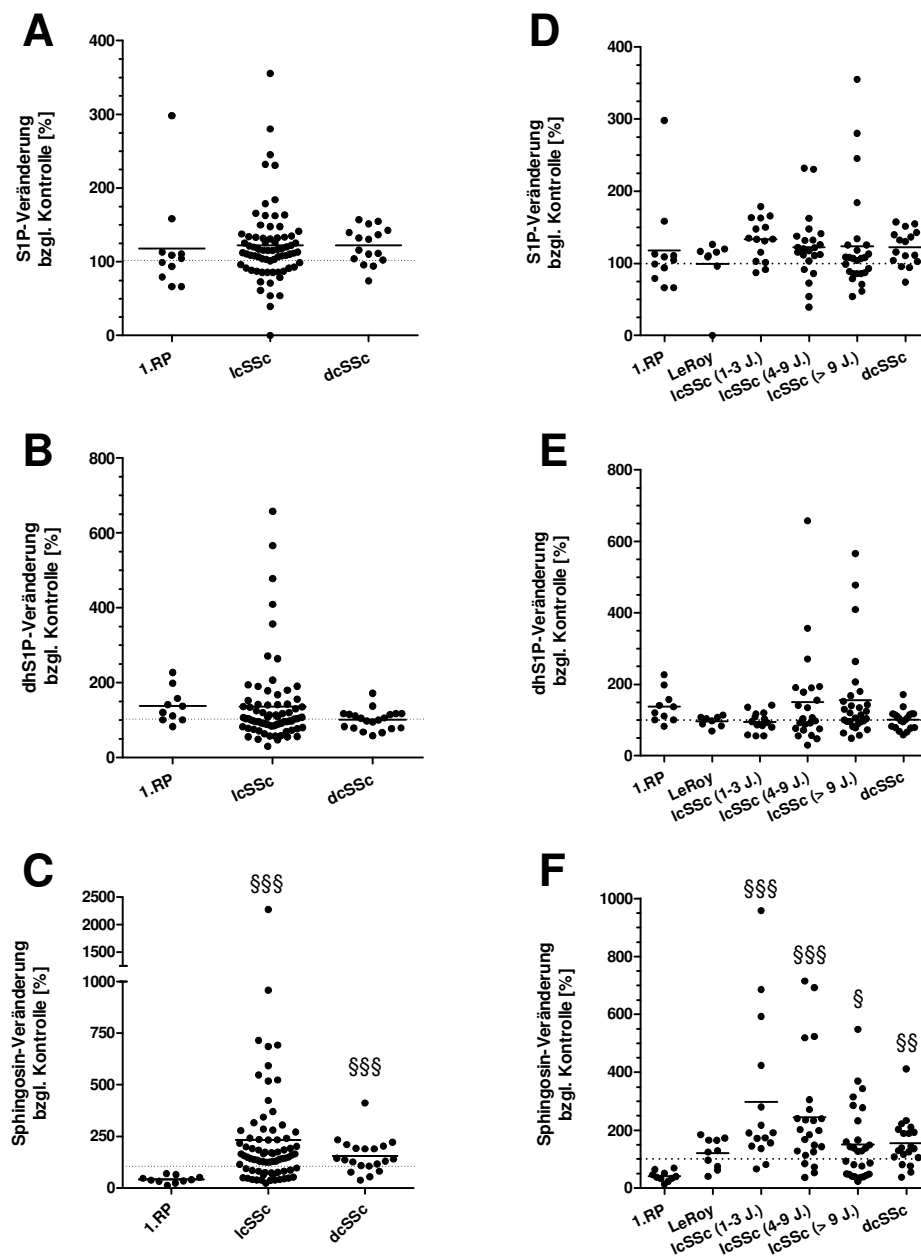 A
S1P-Veränderung
bzgl. Kontrolle [%]
400
300
200
100
0
1.RP
lcSSc
dcSSc
D
S1P-Veränderung
bzgl. Kontrolle [%]
400
300
200
100
0
1.RP
LeRoy
lcSSc (1-3 J.)
lcSSc (4-9 J.)
lcSSc (> 9 J.)
dcSSc
B
dhS1P-Veränderung
bzgl. Kontrolle [%]
800
600
400
200
0
1.RP
lcSSc
dcSSc
E
dhS1P-Veränderung
bzgl. Kontrolle [%]
800
600
400
200
0
1.RP
LeRoy
lcSSc (1-3 J.)
lcSSc (4-9 J.)
lcSSc (> 9 J.)
dcSSc
C
Sphingosin-Veränderung
bzgl. Kontrolle [%]
2500
2000
1500
1000
750
500
250
0
§§§
§§§
1.RP
lcSSc
dcSSc
F
Sphingosin-Veränderung
bzgl. Kontrolle [%]
1000
800
600
400
200
0
§§§
§§§
§
§§
1.RP
LeRoy
lcSSc (1-3 J.)
lcSSc (4-9 J.)
lcSSc (> 9 J.)
dcSSc